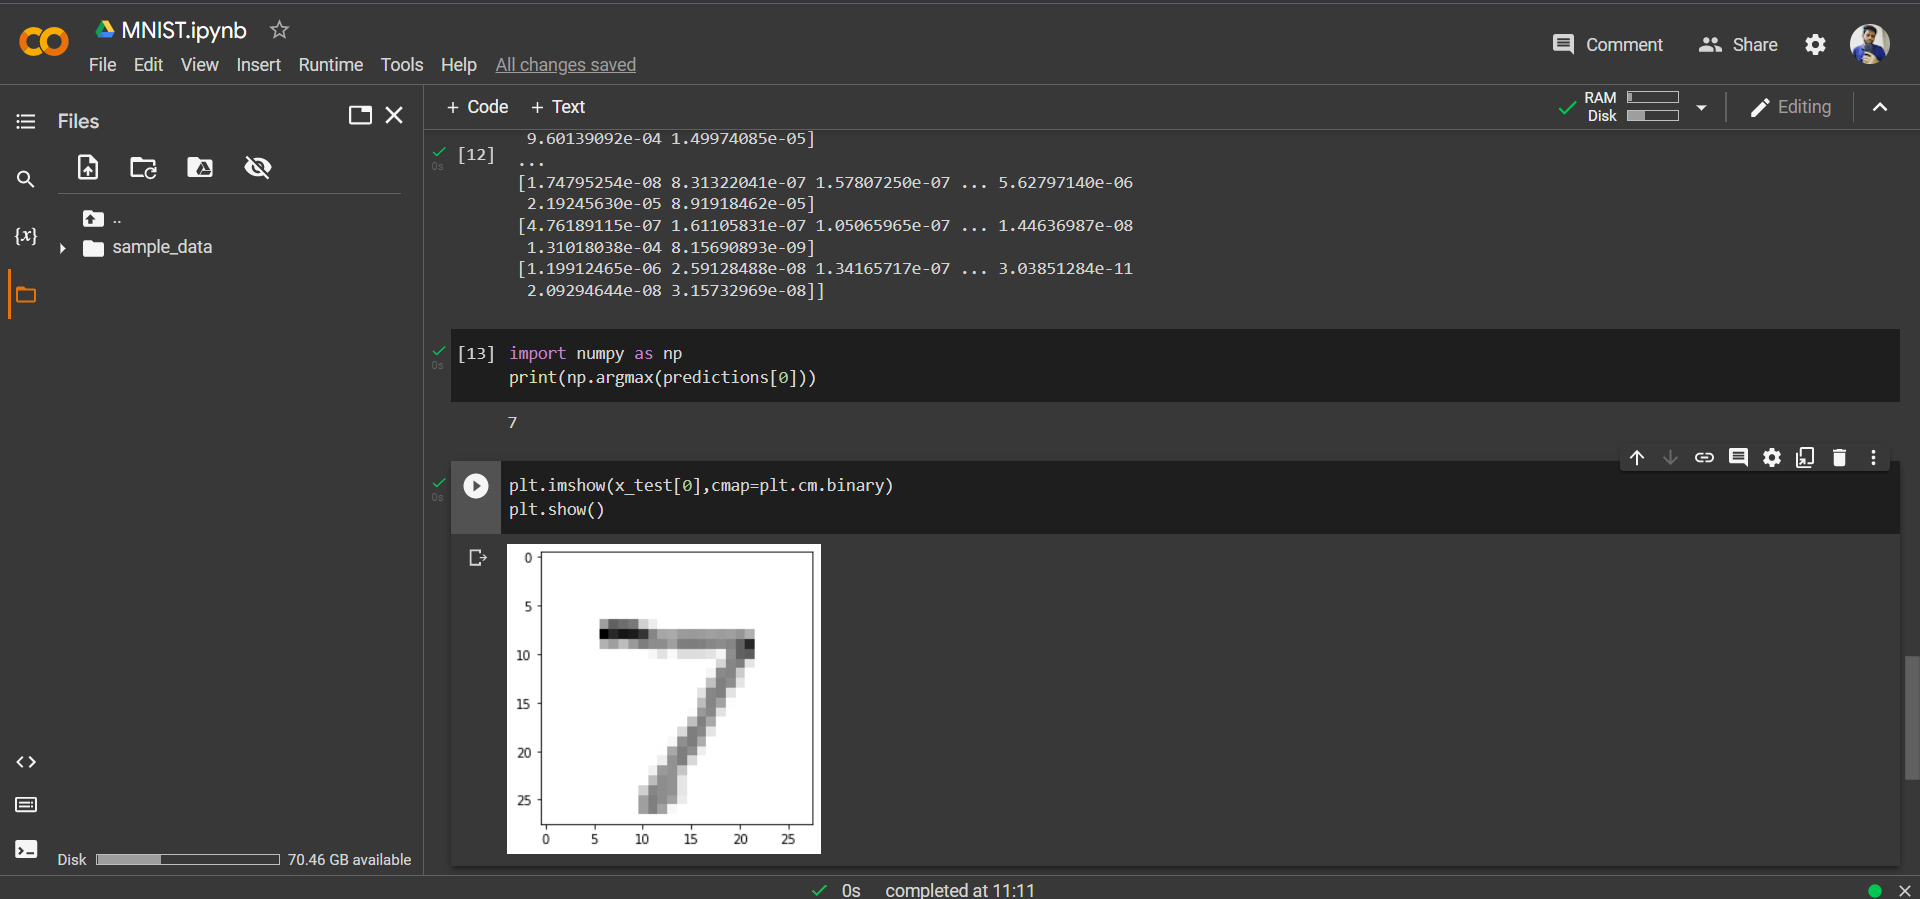 MNIST.ipynb
File Edit View Insert Runtime Tools Help All changes saved
Comment Share
Files
+ Code + Text
RAM
Disk
Editing
..
sample_data
Disk 70.46 GB available
0s
[12]
9.60139092e-04 1.49974085e-05]
...
[1.74795254e-08 8.31322041e-07 1.57807250e-07 ... 5.62797140e-06
2.19245630e-05 8.91918462e-05]
[4.76189115e-07 1.61105831e-07 1.05065965e-07 ... 1.44636987e-08
1.31018038e-04 8.15690893e-09]
[1.19912465e-06 2.59128488e-08 1.34165717e-07 ... 3.03851284e-11
2.09294644e-08 3.15732969e-08]]
0s
[13] import numpy as np
print(np.argmax(predictions[0]))
7
0s
plt.imshow(x_test[0],cmap=plt.cm.binary)
plt.show()
0
5
10
15
20
25
0 5 10 15 20 25
7
{x}
0s completed at 11:11